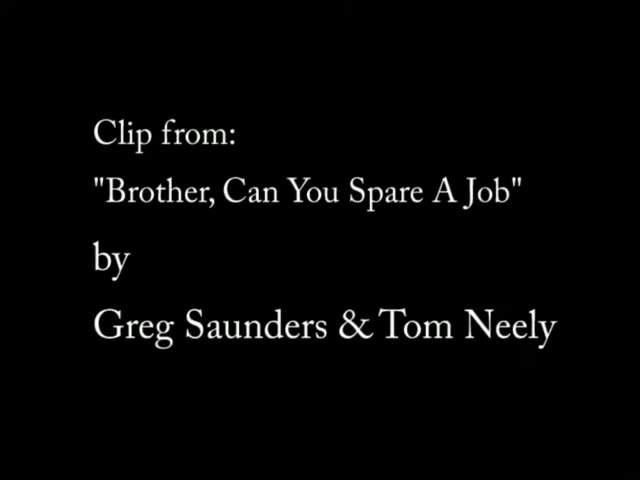 Clip from:
"Brother, Can You Spare A Job"
by
Greg Saunders & Tom Neely